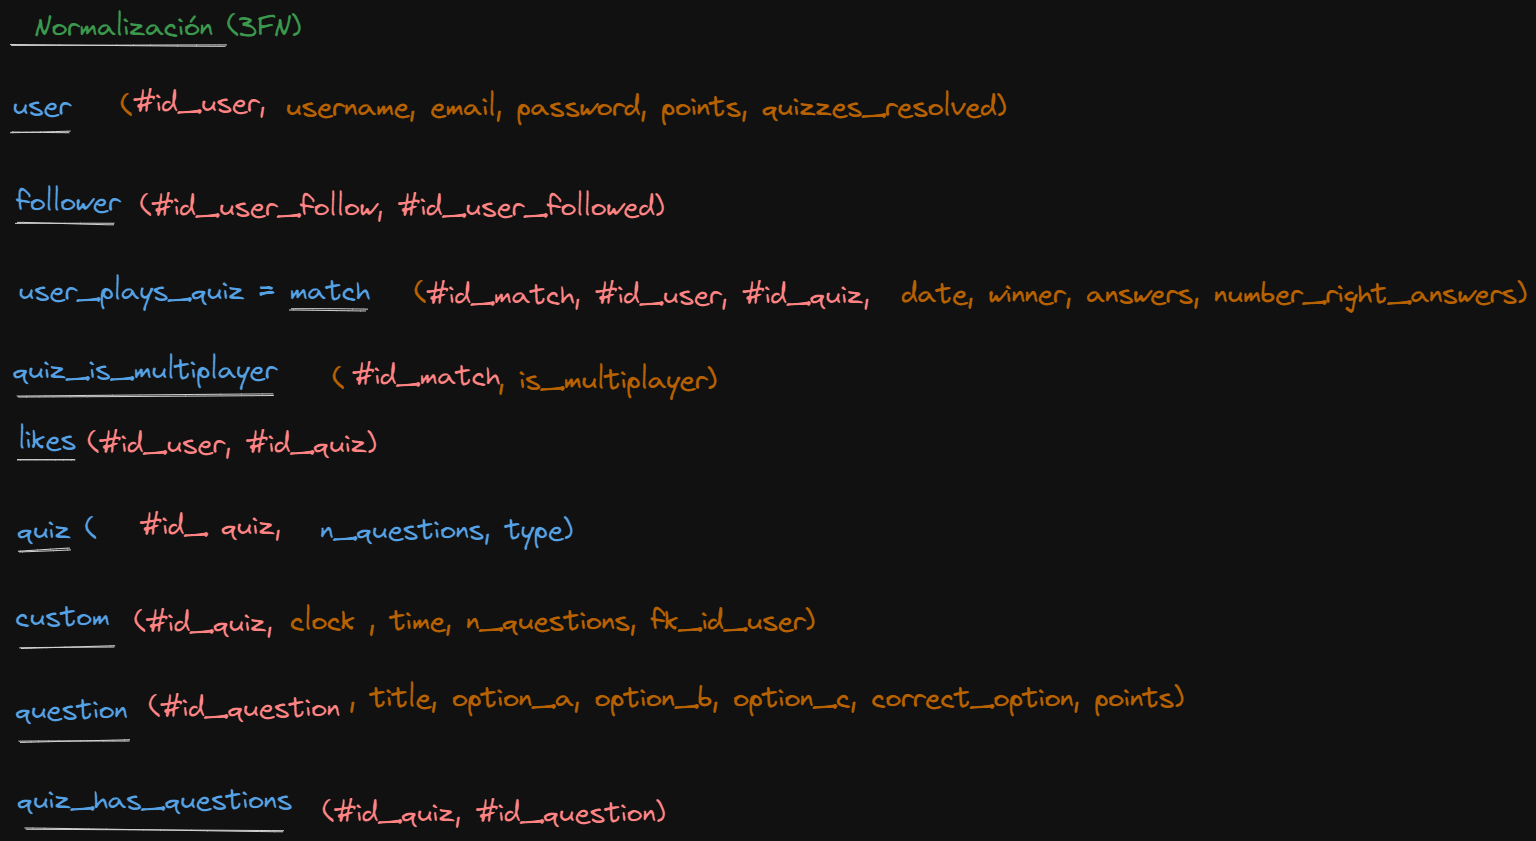 Normalización (3FN)
user (#id_user, username, email, password, points, quizzes_resolved)
follower (#id_user_follow, #id_user_followed)
user_plays_quiz = match (#id_match, #id_user, #id_quiz, date, winner, answers, number_right_answers)
quiz_is_multiplayer ( #id_match, is_multiplayer)
likes (#id_user, #id_quiz)
quiz ( #id_ quiz, n_questions, type)
custom (#id_quiz, clock , time, n_questions, fk_id_user)
question (#id_question , title, option_a, option_b, option_c, correct_option, points)
quiz_has_questions (#id_quiz, #id_question)